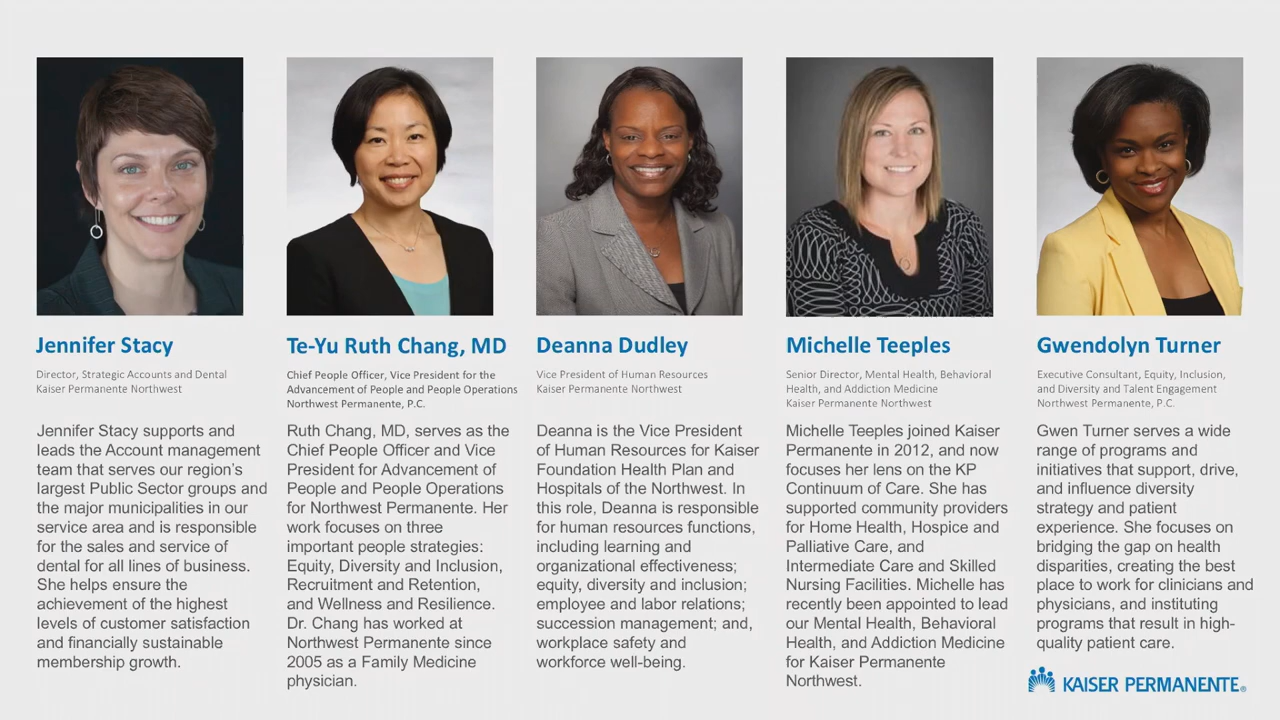 Jennifer Stacy
Director, Strategic Accounts and Dental
Kaiser Permanente Northwest
Jennifer Stacy supports and
leads the Account management
team that serves our region's
largest Public Sector groups and
the major municipalities in our
service area and is responsible
for the sales and service of
dental for all lines of business.
She helps ensure the
achievement of the highest
levels of customer satisfaction
and financially sustainable
membership growth.
Te-Yu Ruth Chang, MD
Chief People Officer, Vice President for the
Advancement of People and People Operations
Northwest Permanente, P.C.
Ruth Chang, MD, serves as the
Chief People Officer and Vice
President for Advancement of
People and People Operations
for Northwest Permanente. Her
work focuses on three
important people strategies:
Equity, Diversity and Inclusion,
Recruitment and Retention,
and Wellness and Resilience.
Dr. Chang has worked at
Northwest Permanente since
2005 as a Family Medicine
physician.
Deanna Dudley
Vice President of Human Resources
Kaiser Permanente Northwest
Deanna is the Vice President
of Human Resources for Kaiser
Foundation Health Plan and
Hospitals of the Northwest. In
this role, Deanna is responsible
for human resources functions,
including learning and
organizational effectiveness;
equity, diversity and inclusion;
employee and labor relations;
succession management; and,
workplace safety and
workforce well-being.
Michelle Teeples
Senior Director, Mental Health, Behavioral
Health, and Addiction Medicine
Kaiser Permanente Northwest
Michelle Teeples joined Kaiser
Permanente in 2012, and now
focuses her lens on the KP
Continuum of Care. She has
supported community providers
for Home Health, Hospice and
Palliative Care, and
Intermediate Care and Skilled
Nursing Facilities. Michelle has
recently been appointed to lead
our Mental Health, Behavioral
Health, and Addiction Medicine
for Kaiser Permanente
Northwest.
Gwendolyn Turner
Executive Consultant, Equity, Inclusion,
and Diversity and Talent Engagement
Northwest Permanente, P.C.
Gwen Turner serves a wide
range of programs and
initiatives that support, drive,
and influence diversity
strategy and patient
experience. She focuses on
bridging the gap on health
disparities, creating the best
place to work for clinicians and
physicians, and instituting
programs that result in high-
quality patient care.
KAISER PERMANENTE®